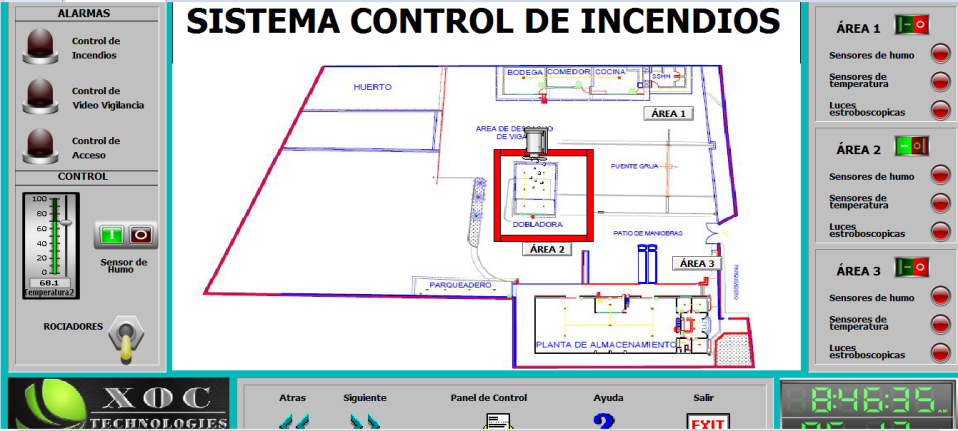 SISTEMA CONTROL DE INCENDIOS
ALARMAS
Control de
Incendios
Control de
Video Vigilancia
Control de
Acceso
CONTROL
100
80
60
40
20
0
68.1
Temperatura2
Sensor de
Humo
ROCIADORES
HUERTO
BODEGA
COMEDOR
COCINA
SSHH
ÁREA 1
AREA DE DESPACHO
DE VIGAS
PUENTE GRUA
DOBLADORA
ÁREA 2
PATIO DE MANIOBRAS
ÁREA 3
PARQUEADERO
PARQUEADERO
PLANTA DE ALMACENAMIENTO
ÁREA 1
Sensores de humo
Sensores de
temperatura
Luces
estroboscopicas
ÁREA 2
Sensores de humo
Sensores de
temperatura
Luces
estroboscopicas
ÁREA 3
Sensores de humo
Sensores de
temperatura
Luces
estroboscopicas
XOC
TECHNOLOGIES
Atras
Siguiente
Panel de Control
Ayuda
?
Salir
EXIT
8:46:35 AM